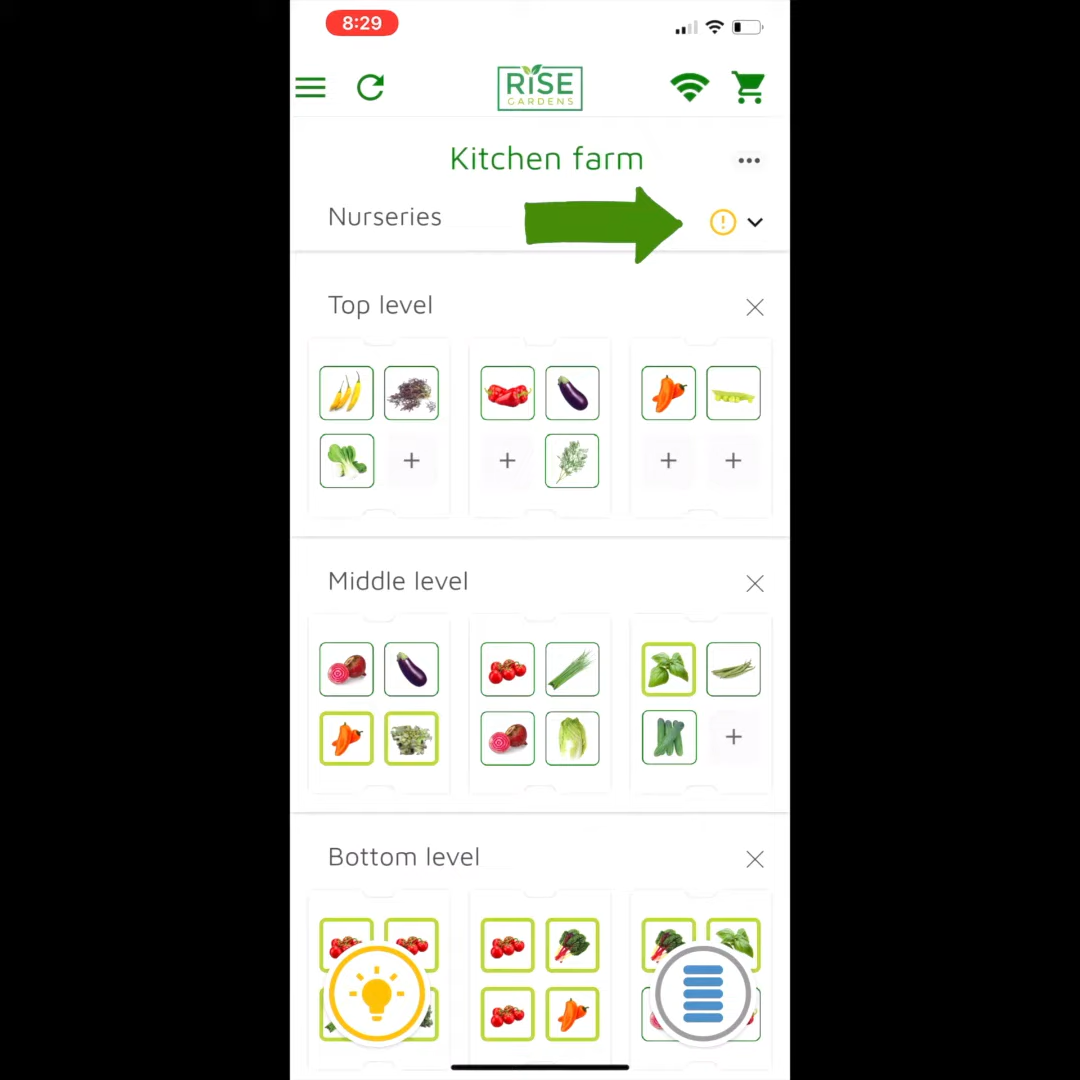 8:29
RISE
GARDENS
Kitchen farm
Nurseries
Top level
Middle level
Bottom level